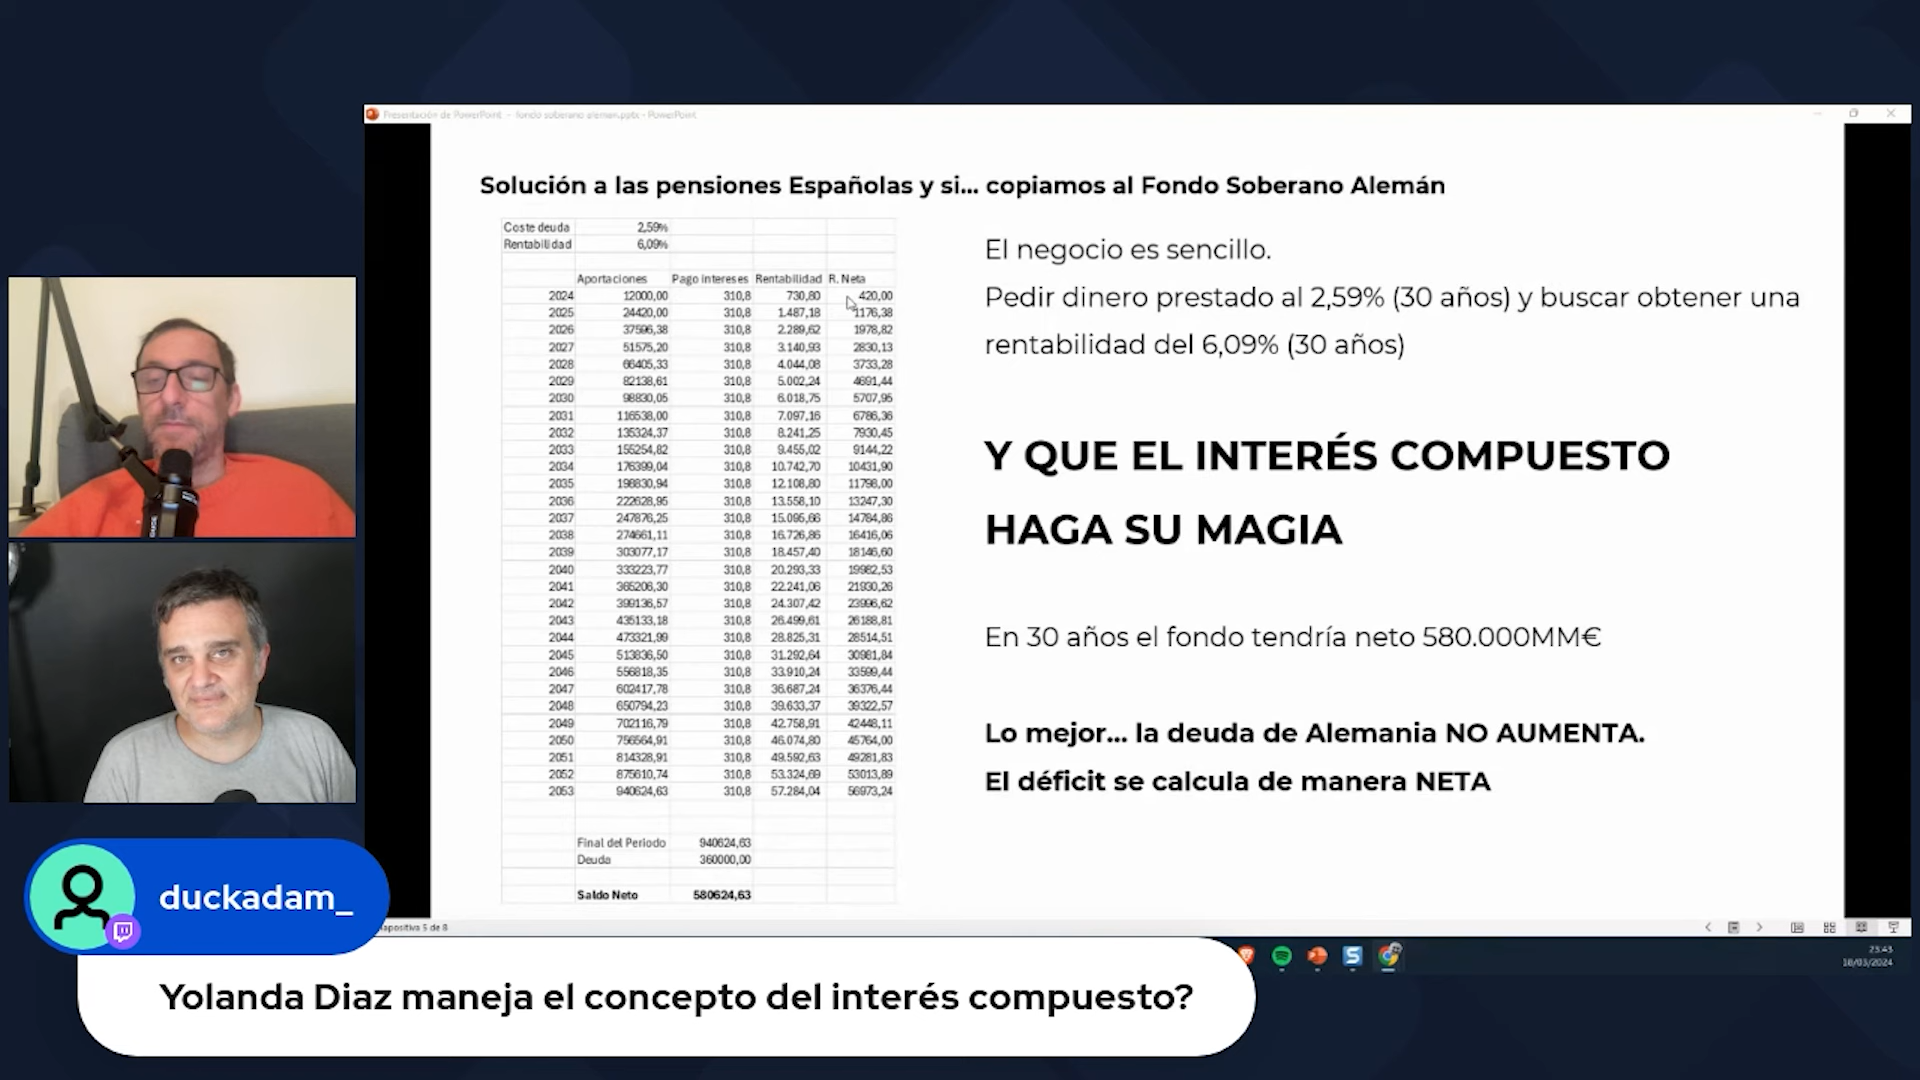 Presentación de PowerPoint - fondo soberano aleman.pptx - PowerPoint
Solución a las pensiones Españolas y si... copiamos al Fondo Soberano Alemán
Coste deuda 2,59%
Rentabilidad 6,09%
Aportaciones Pago intereses Rentabilidad R. Neta
2024 12000,00 310,8 730,80 420,00
2025 24420,00 310,8 1.487,18 1176,38
2026 37596,38 310,8 2.289,62 1978,82
2027 51575,20 310,8 3.140,93 2830,13
2028 66405,33 310,8 4.044,08 3733,28
2029 82138,61 310,8 5.002,24 4691,44
2030 98830,05 310,8 6.018,75 5707,95
2031 116538,00 310,8 7.097,16 6786,36
2032 135324,37 310,8 8.241,25 7930,45
2033 155254,82 310,8 9.455,02 9144,22
2034 176399,04 310,8 10.742,70 10431,90
2035 198830,94 310,8 12.108,80 11798,00
2036 222628,95 310,8 13.558,10 13247,30
2037 247876,25 310,8 15.095,66 14784,86
2038 274661,11 310,8 16.726,86 16416,06
2039 303077,17 310,8 18.457,40 18146,60
2040 333223,77 310,8 20.293,33 19982,53
2041 365206,30 310,8 22.241,06 21930,26
2042 399136,57 310,8 24.307,42 23996,62
2043 435133,18 310,8 26.499,61 26188,81
2044 473321,99 310,8 28.825,31 28514,51
2045 513836,50 310,8 31.292,64 30981,84
2046 556818,35 310,8 33.910,24 33599,44
2047 602417,78 310,8 36.687,24 36376,44
2048 650794,23 310,8 39.633,37 39322,57
2049 702116,79 310,8 42.758,91 42448,11
2050 756564,91 310,8 46.074,80 45764,00
2051 814328,91 310,8 49.592,63 49281,83
2052 875610,74 310,8 53.324,69 53013,89
2053 940624,63 310,8 57.284,04 56973,24
Final del Periodo 940624,63
Deuda 360000,00
Saldo Neto 580624,63
El negocio es sencillo.
Pedir dinero prestado al 2,59% (30 años) y buscar obtener una
rentabilidad del 6,09% (30 años)
Y QUE EL INTERÉS COMPUESTO
HAGA SU MAGIA
En 30 años el fondo tendría neto 580.000MM€
Lo mejor... la deuda de Alemania NO AUMENTA.
El déficit se calcula de manera NETA
apositiva 5 de 8
23:43
18/03/2024
duckadam_
Yolanda Diaz maneja el concepto del interés compuesto?